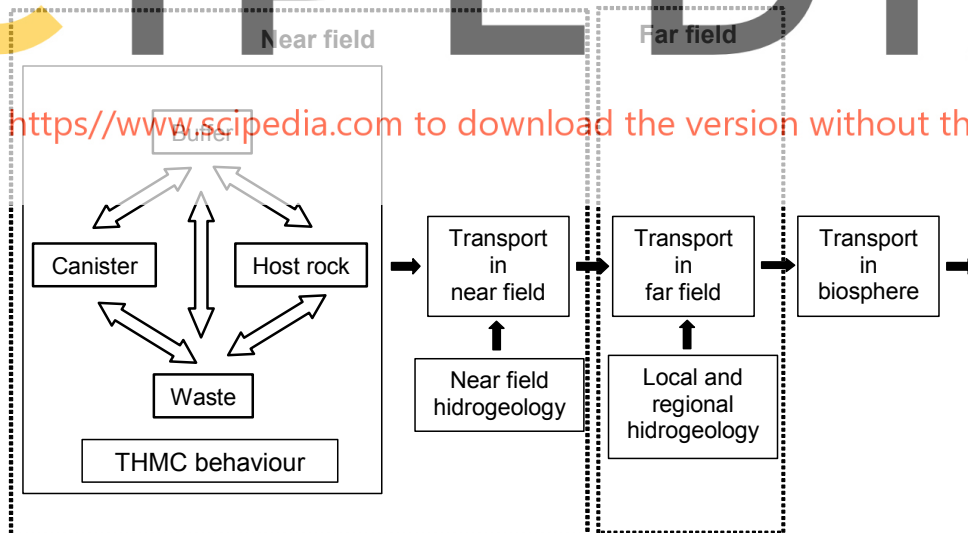 Near field
Far field
https//www.scipedia.com to download the version without th
Buffer
Canister
Host rock
Waste
THMC behaviour
Transport
in
near field
Near field
hidrogeology
Transport
in
far field
Local and
regional
hidrogeology
Transport
in
biosphere